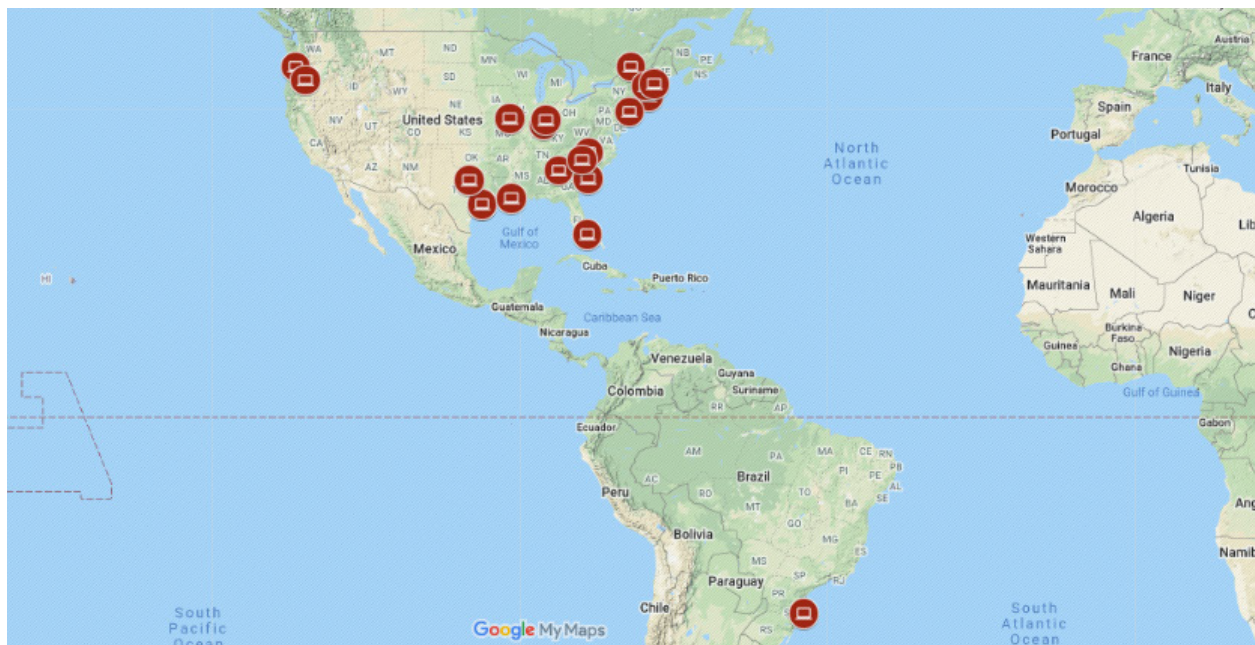 WA
MT
ND
MN
WI
MI
NB
PE
NS
NY
SD
ID
WY
IA
NE
United States
NV
UT
CO
KS
CA
OH
PA
MD
WV
VA
KY
AZ
NM
OK
AR
TN
MS
AL
GA
Gulf of
Mexico
Mexico
Cuba
Puerto Rico
HI
Guatemala
Caribbean Sea
Nicaragua
North
Atlantic
Ocean
France
Austria
Italy
Spain
Portugal
Tunisia
Morocco
Algeria
Western
Sahara
Mauritania
Mali
Niger
Burkina
Faso
Guinea
Ghana
Nigeria
Gulf of Guinea
Gabon
Venezuela
Guyana
Colombia
Suriname
RR
AP
Ecuador
AM
PA
MA
CE
RN
PB
PI
PE
AL
SE
AC
RO
TO
BA
Peru
Brazil
MT
GO
MG
ES
Bolivia
MS
SP
RJ
Paraguay
PR
RS
Chile
South
Pacific
Ocean
South
Atlantic
Ocean
Google My Maps